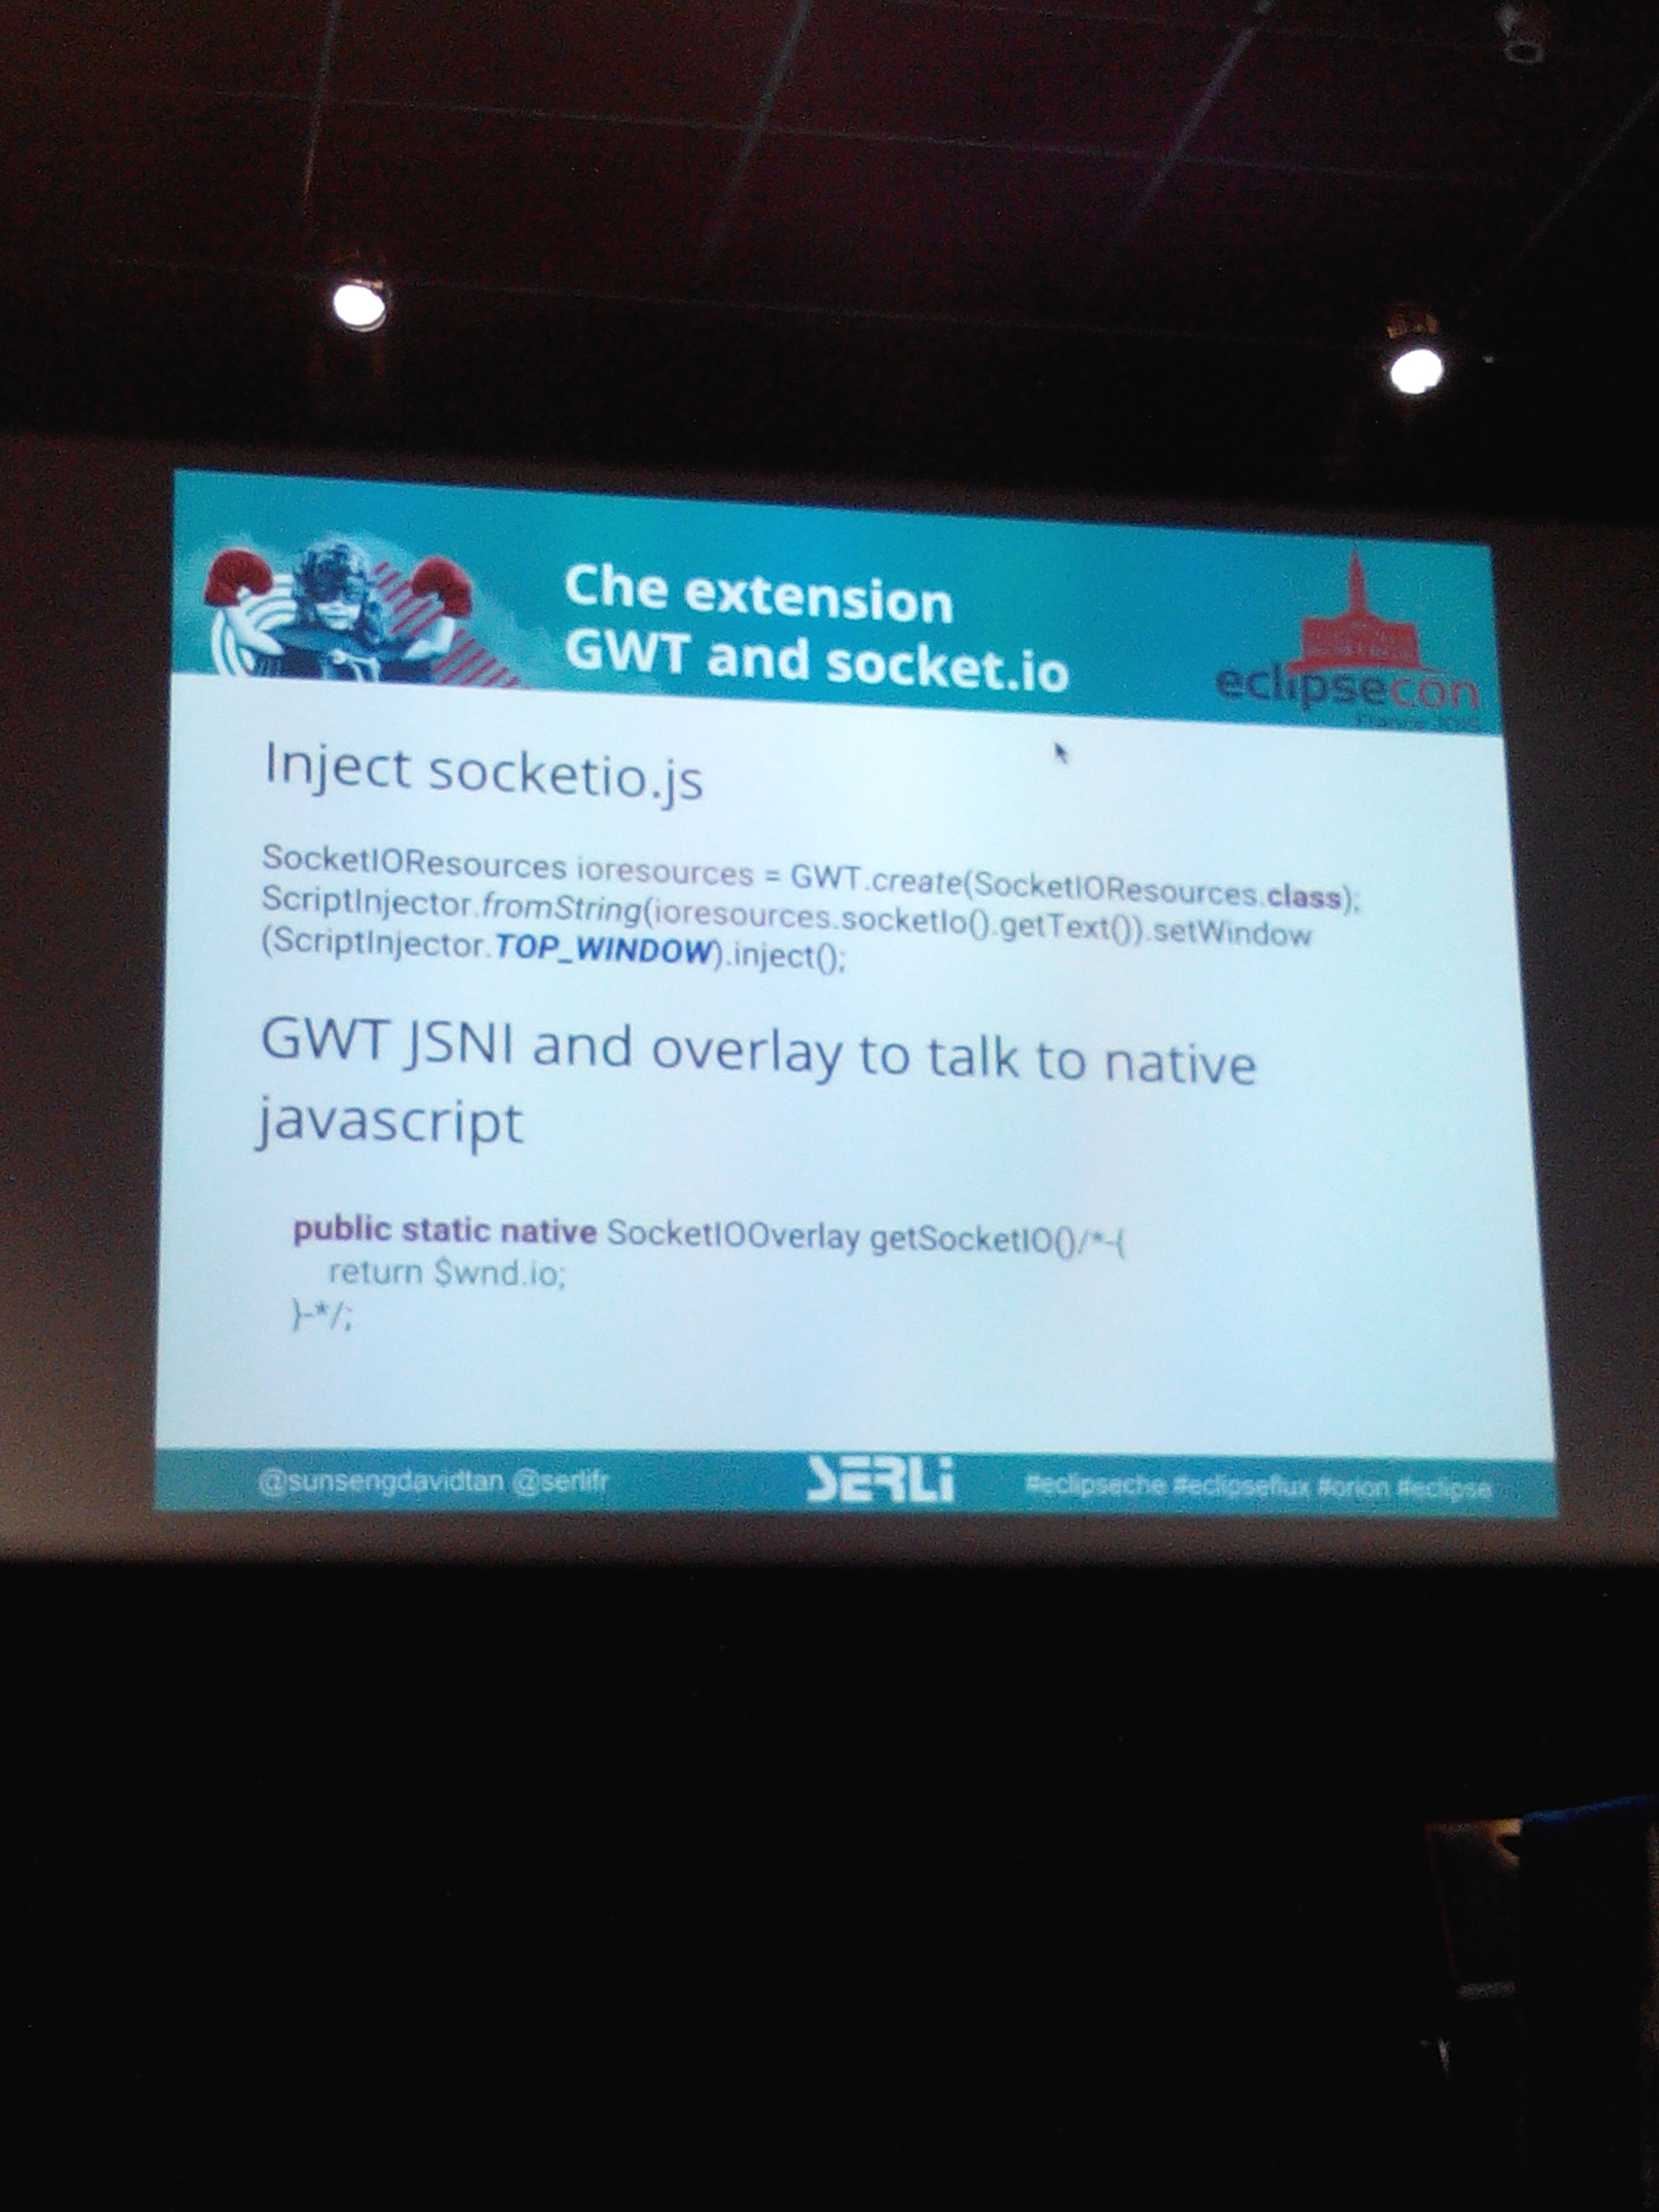 Che extension
GWT and socket.io
eclipsecon
France 2015
Inject socketio.js
SocketIOResources ioresources = GWT.create(SocketIOResources.class);
ScriptInjector.fromString(ioresources.socketIo().getText()).setWindow
(ScriptInjector.TOP_WINDOW).inject();
GWT JSNI and overlay to talk to native
javascript
public static native SocketIOOverlay getSocketIO()/*-{
return $wnd.io;
}-*/;
@sunsengdavidtan @serlifr
SERLi
#eclipseche #eclipseflux #orion #eclipse